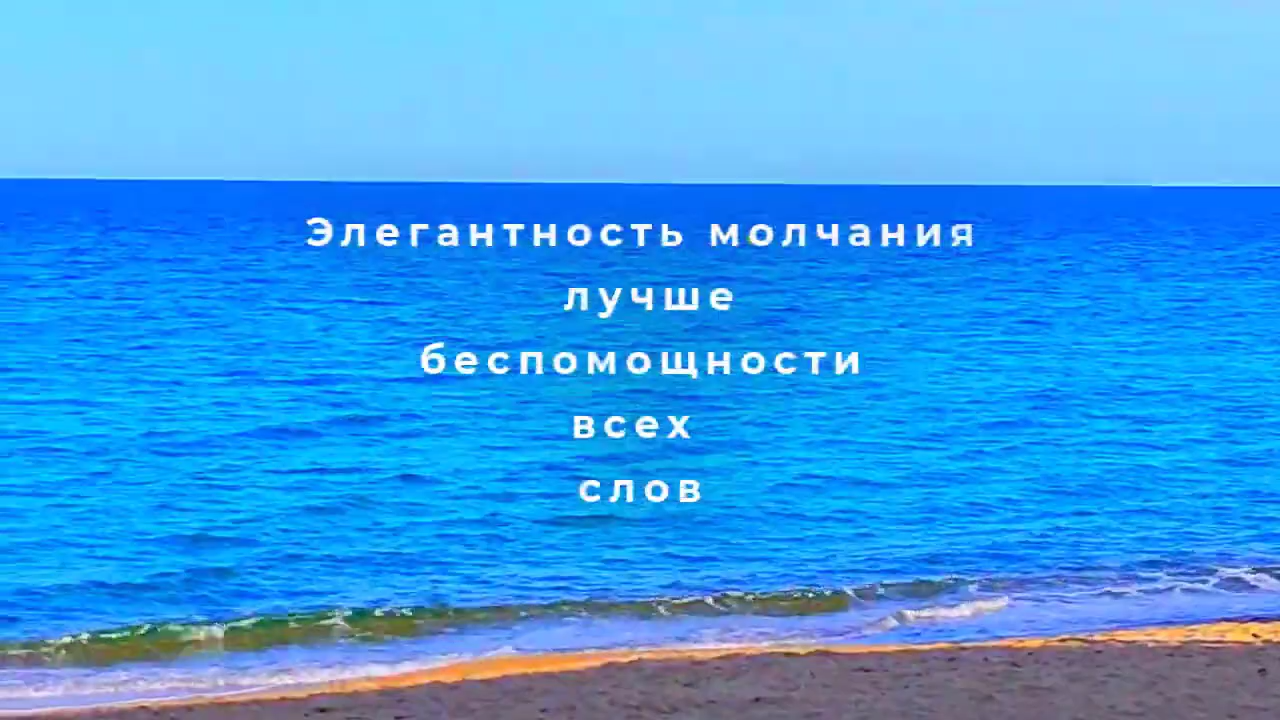 Элегантность молчания
лучше
беспомощности
всех
слов